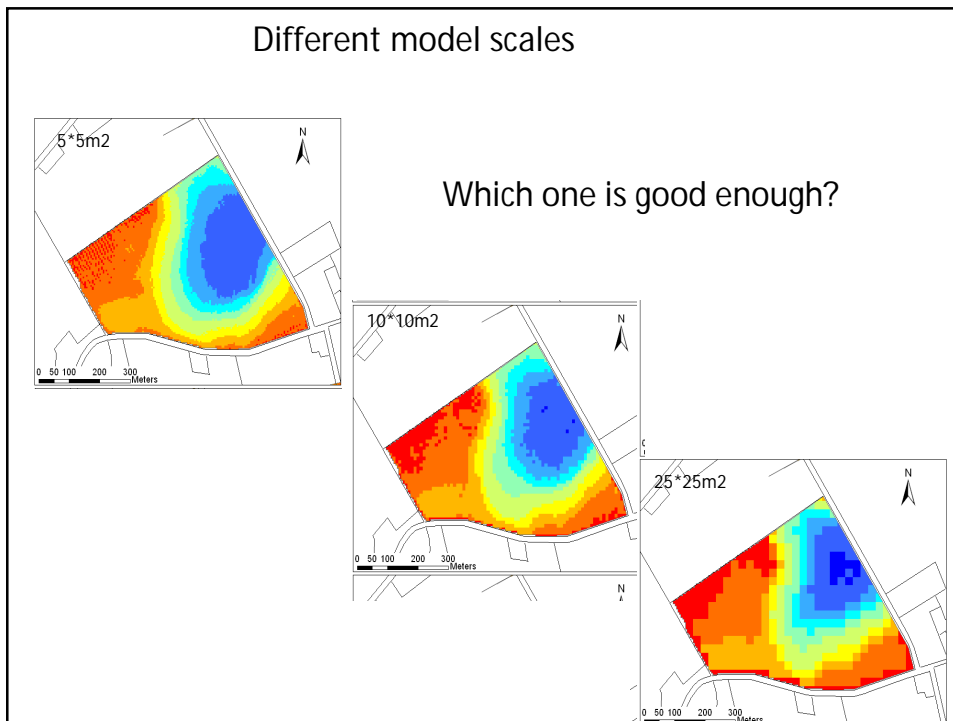 Different model scales
5*5m2
N
Which one is good enough?
0 50 100 200 300
Meters
10*10m2
N
0 50 100 200 300
Meters
N
25*25m2
N
0 50 100 200 300
Meters